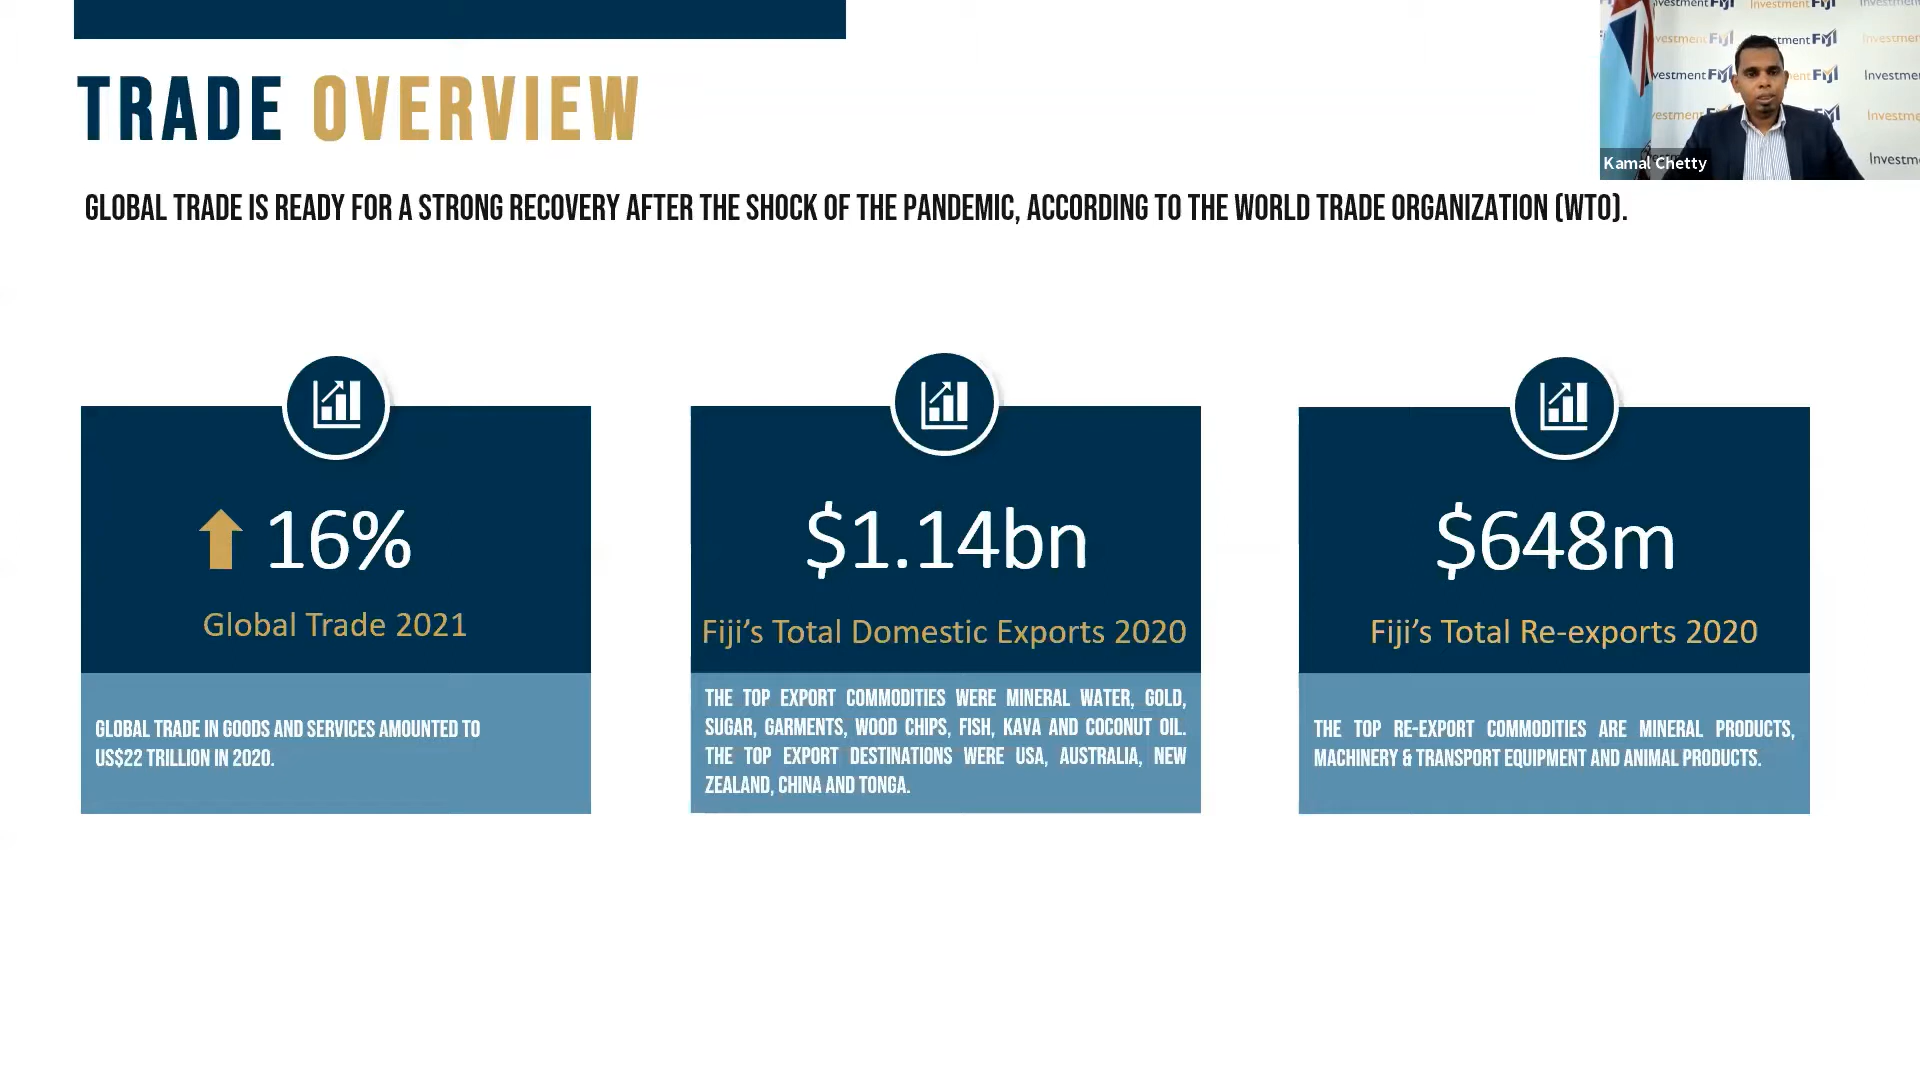 TRADE OVERVIEW
GLOBAL TRADE IS READY FOR A STRONG RECOVERY AFTER THE SHOCK OF THE PANDEMIC, ACCORDING TO THE WORLD TRADE ORGANIZATION (WTO).
Investment FIJI
Investment FIJI
Kamal Chetty
16%
Global Trade 2021
GLOBAL TRADE IN GOODS AND SERVICES AMOUNTED TO
US$22 TRILLION IN 2020.
$1.14bn
Fiji’s Total Domestic Exports 2020
THE TOP EXPORT COMMODITIES WERE MINERAL WATER, GOLD,
SUGAR, GARMENTS, WOOD CHIPS, FISH, KAVA AND COCONUT OIL.
THE TOP EXPORT DESTINATIONS WERE USA, AUSTRALIA, NEW
ZEALAND, CHINA AND TONGA.
$648m
Fiji’s Total Re-exports 2020
THE TOP RE-EXPORT COMMODITIES ARE MINERAL PRODUCTS,
MACHINERY & TRANSPORT EQUIPMENT AND ANIMAL PRODUCTS.